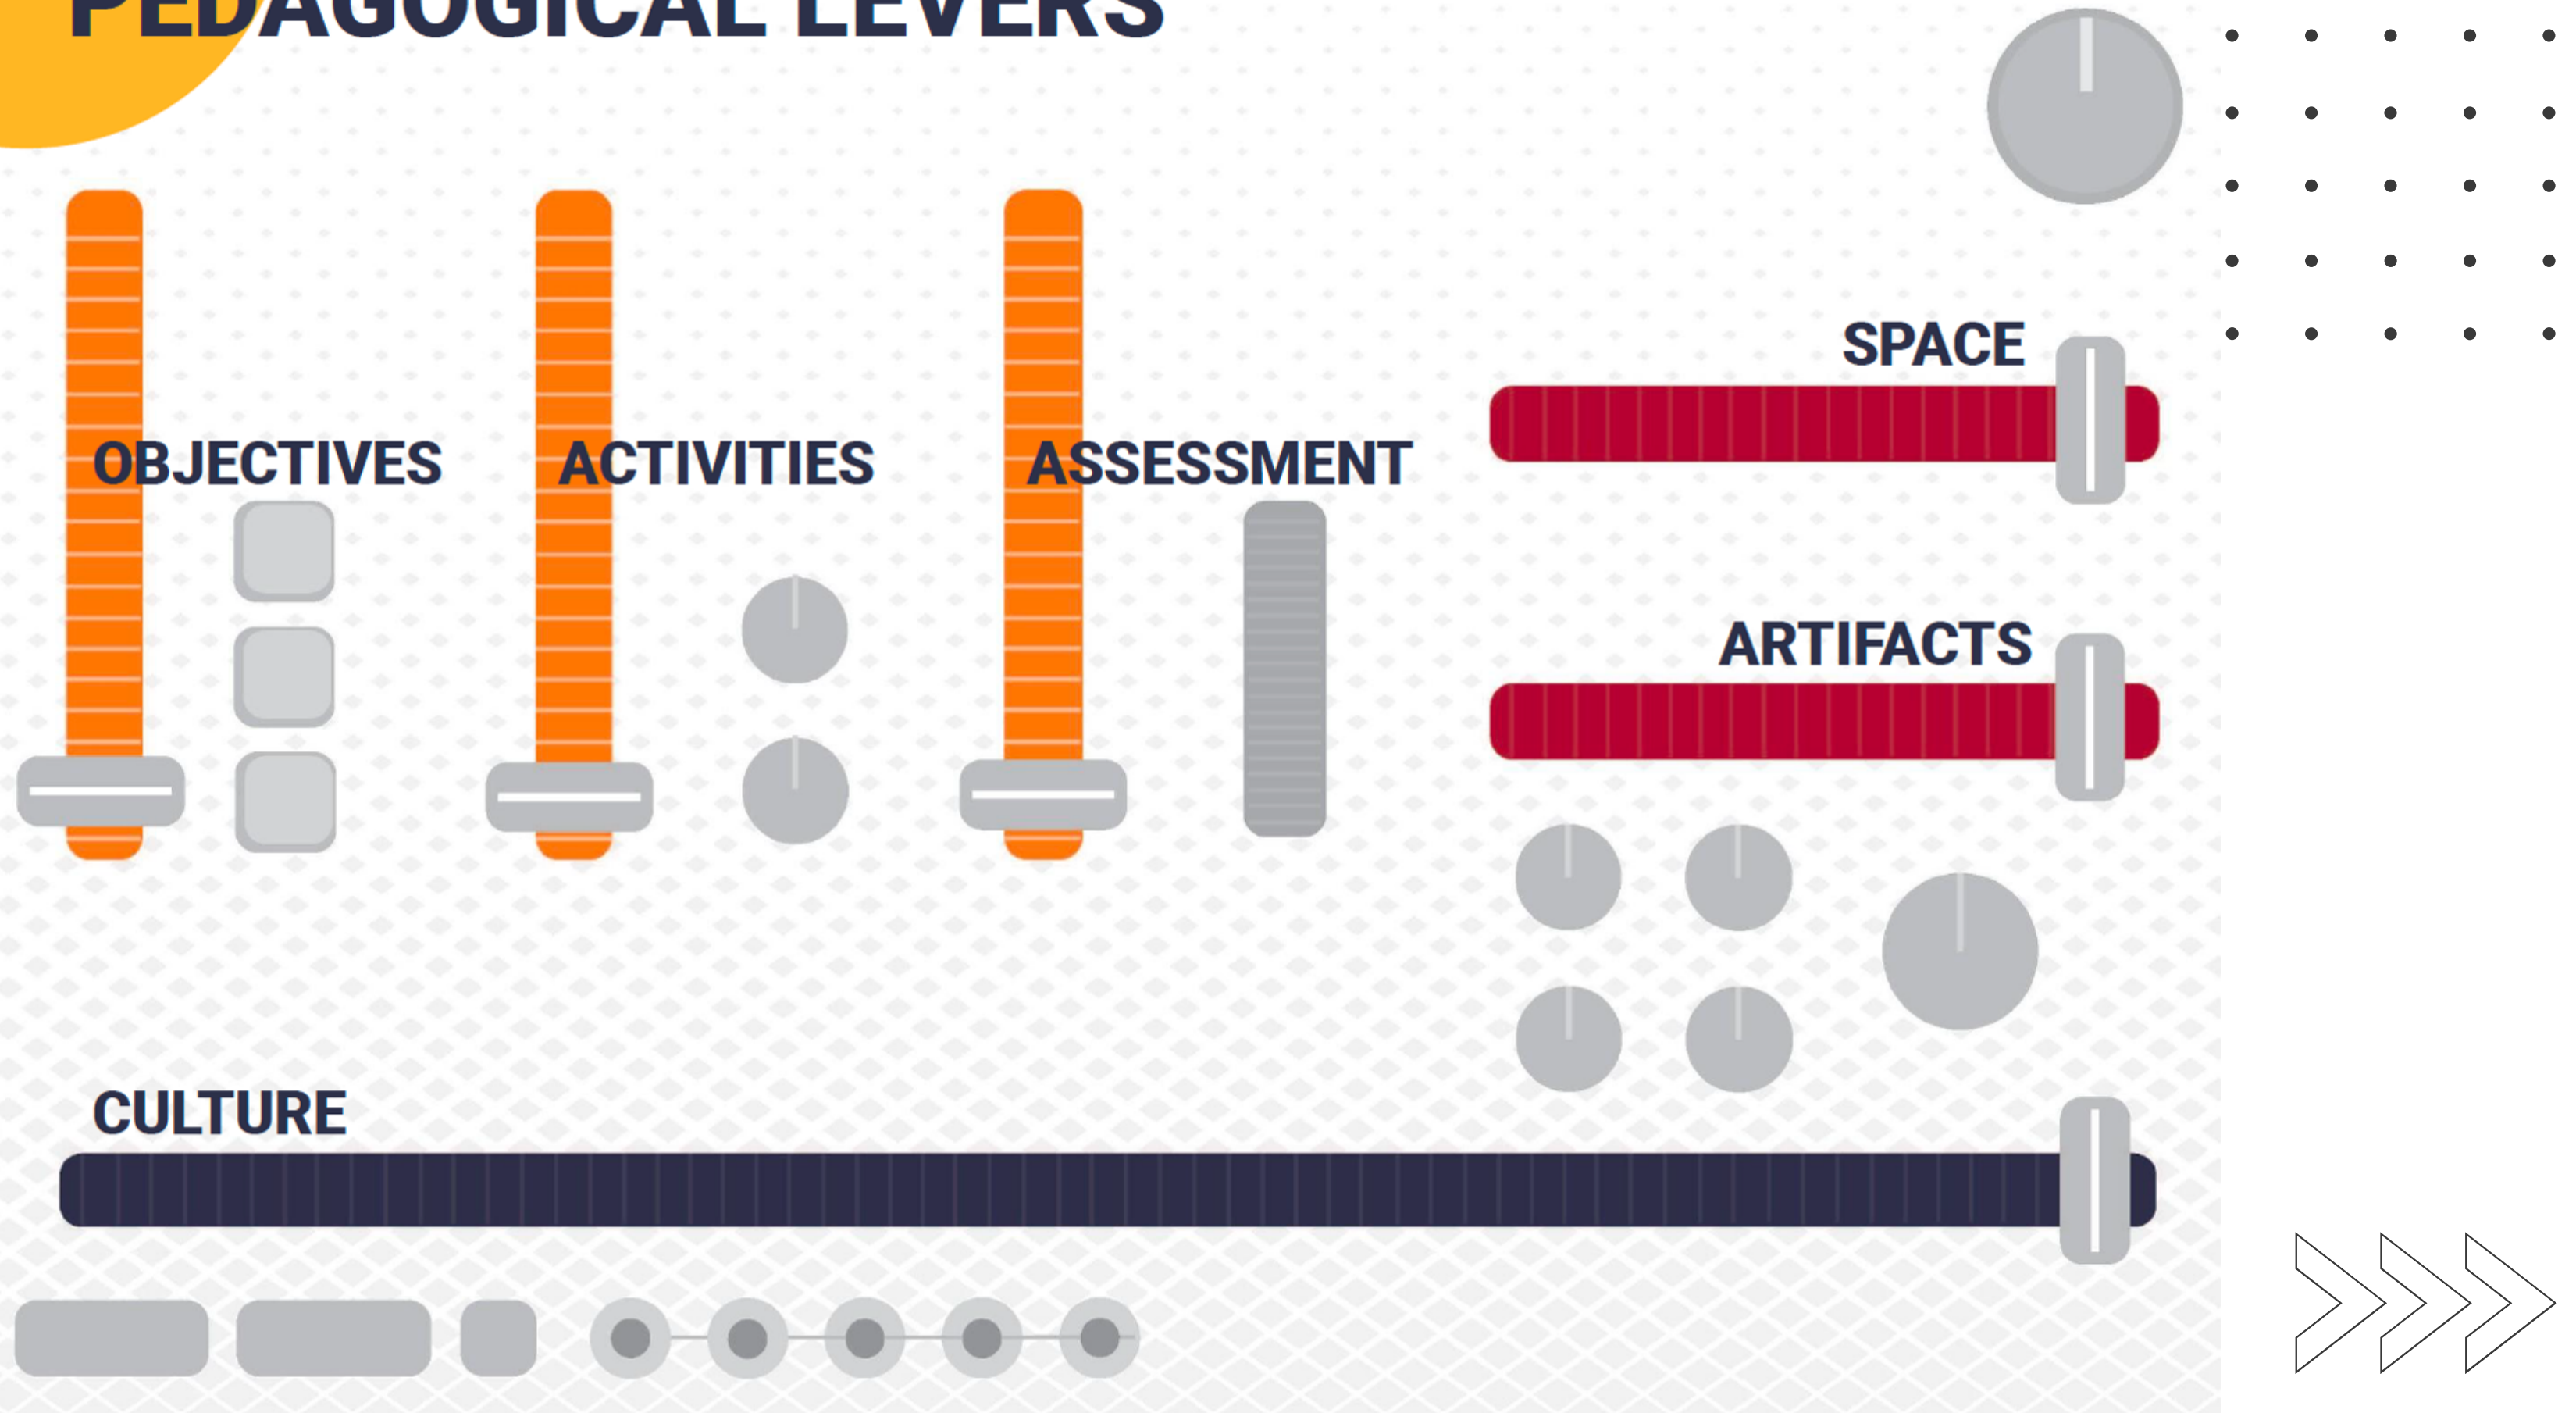 PEDAGOGICAL LEVERS
SPACE
OBJECTIVES
ACTIVITIES
ASSESSMENT
ARTIFACTS
CULTURE